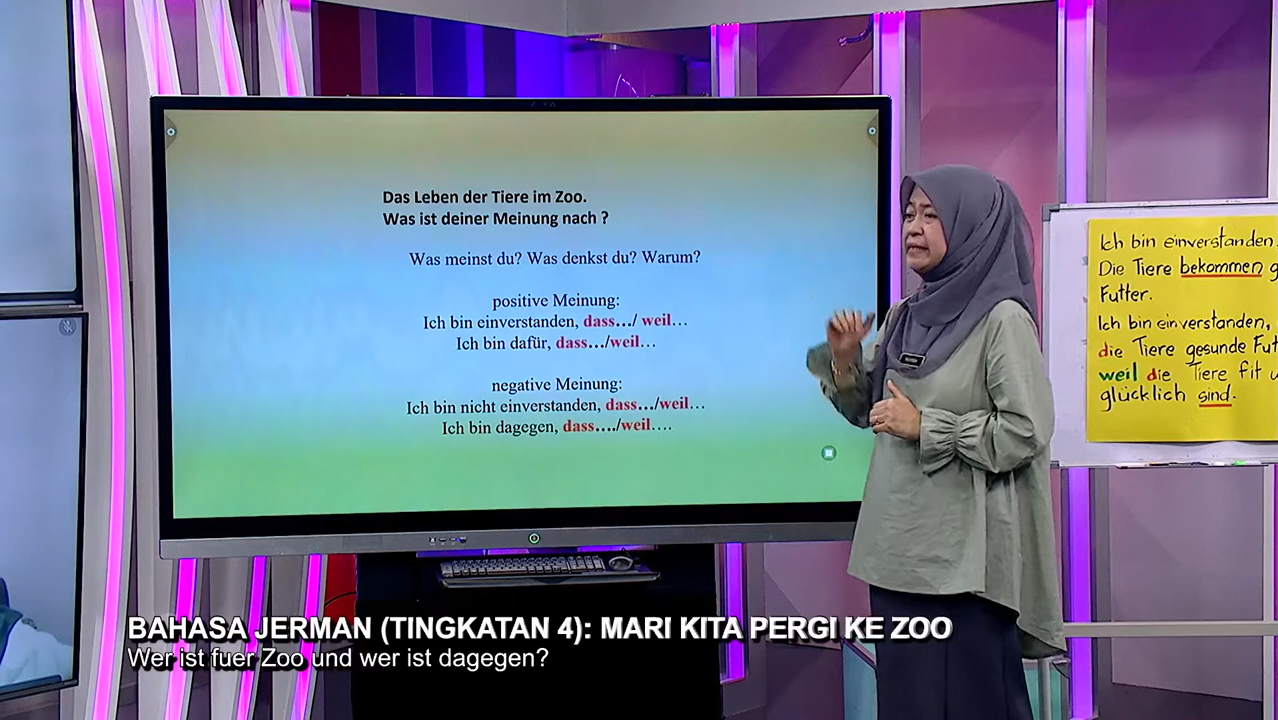 Das Leben der Tiere im Zoo.
Was ist deiner Meinung nach ?
Was meinst du? Was denkst du? Warum?
positive Meinung:
Ich bin einverstanden, dass…/ weil…
Ich bin dafür, dass…/weil…
negative Meinung:
Ich bin nicht einverstanden, dass…/weil…
Ich bin dagegen, dass…./weil….
Ich bin einverstanden,
Die Tiere bekommen g
Futter.
Ich bin einverstanden,
die Tiere gesunde Fut
weil die Tiere fit u
glücklich sind.
BAHASA JERMAN (TINGKATAN 4): MARI KITA PERGI KE ZOO
Wer ist fuer Zoo und wer ist dagegen?